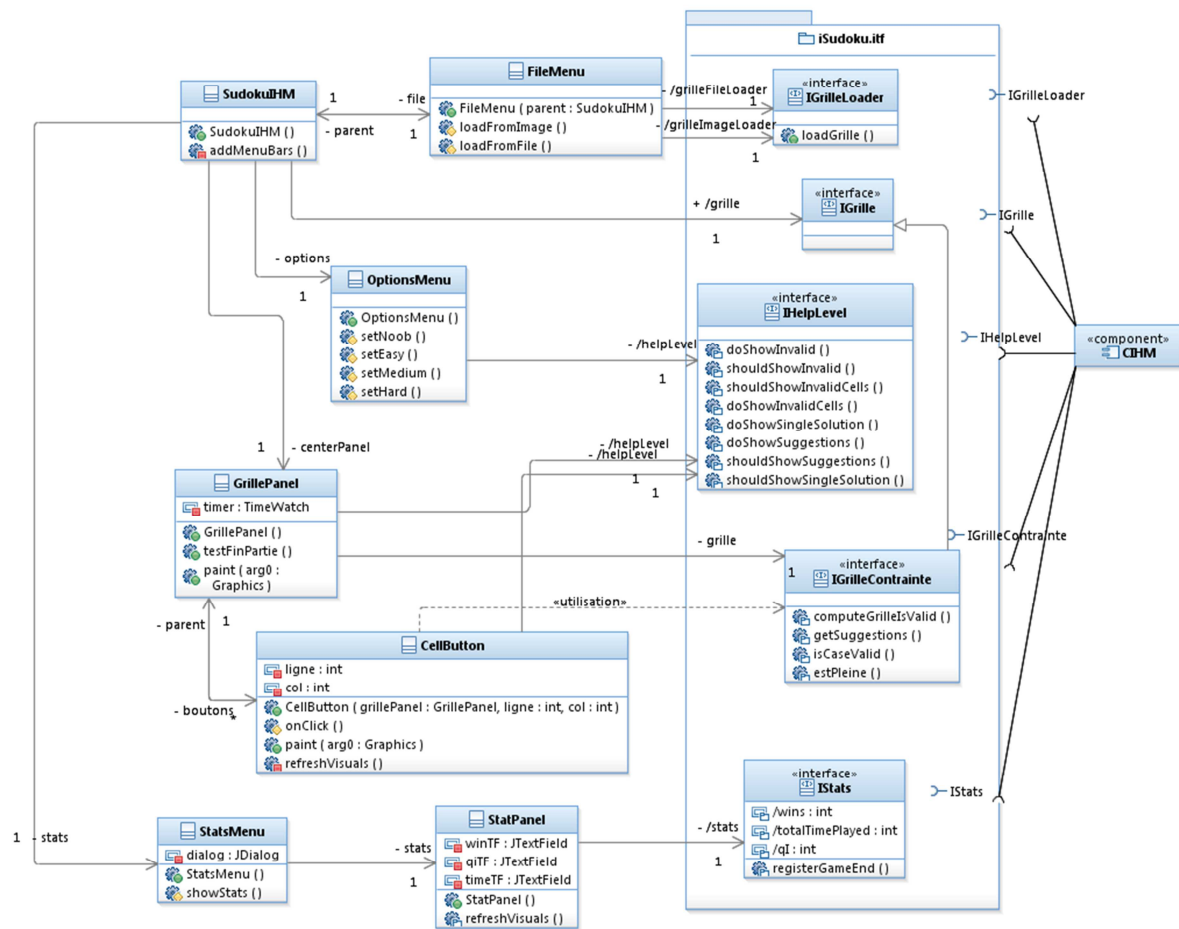 iSudoku.itf
SudokuIHM
SudokuIHM ()
addMenuBars ()
1
- file
- parent
1
FileMenu
FileMenu ( parent : SudokuIHM )
loadFromImage ()
loadFromFile ()
- /grilleFileLoader
1
- /grilleImageLoader
1
«interface»
IGrilleLoader
loadGrille ()
IGrilleLoader
«interface»
IGrille
+ /grille
1
IGrille
- options
1
OptionsMenu
OptionsMenu ()
setNoob ()
setEasy ()
setMedium ()
setHard ()
- /helpLevel
1
«interface»
IHelpLevel
doShowInvalid ()
shouldShowInvalid ()
shouldShowInvalidCells ()
doShowInvalidCells ()
doShowSingleSolution ()
doShowSuggestions ()
shouldShowSuggestions ()
shouldShowSingleSolution ()
IHelpLevel
«component»
CIHM
1
- centerPanel
- /helpLevel
- /helpLevel
1
1
GrillePanel
timer : TimeWatch
GrillePanel ()
testFinPartie ()
paint ( arg0 :
Graphics )
- grille
1
«interface»
IGrilleContrainte
computeGrilleIsValid ()
getSuggestions ()
isCaseValid ()
estPleine ()
IGrilleContrainte
«utilisation»
- parent
1
- boutons
*
CellButton
ligne : int
col : int
CellButton ( grillePanel : GrillePanel, ligne : int, col : int )
onClick ()
paint ( arg0 : Graphics )
refreshVisuals ()
1
- stats
StatsMenu
dialog : JDialog
StatsMenu ()
showStats ()
- stats
1
StatPanel
winTF : JTextField
qiTF : JTextField
timeTF : JTextField
StatPanel ()
refreshVisuals ()
- /stats
1
«interface»
IStats
/wins : int
/totalTimePlayed : int
/qI : int
registerGameEnd ()
IStats